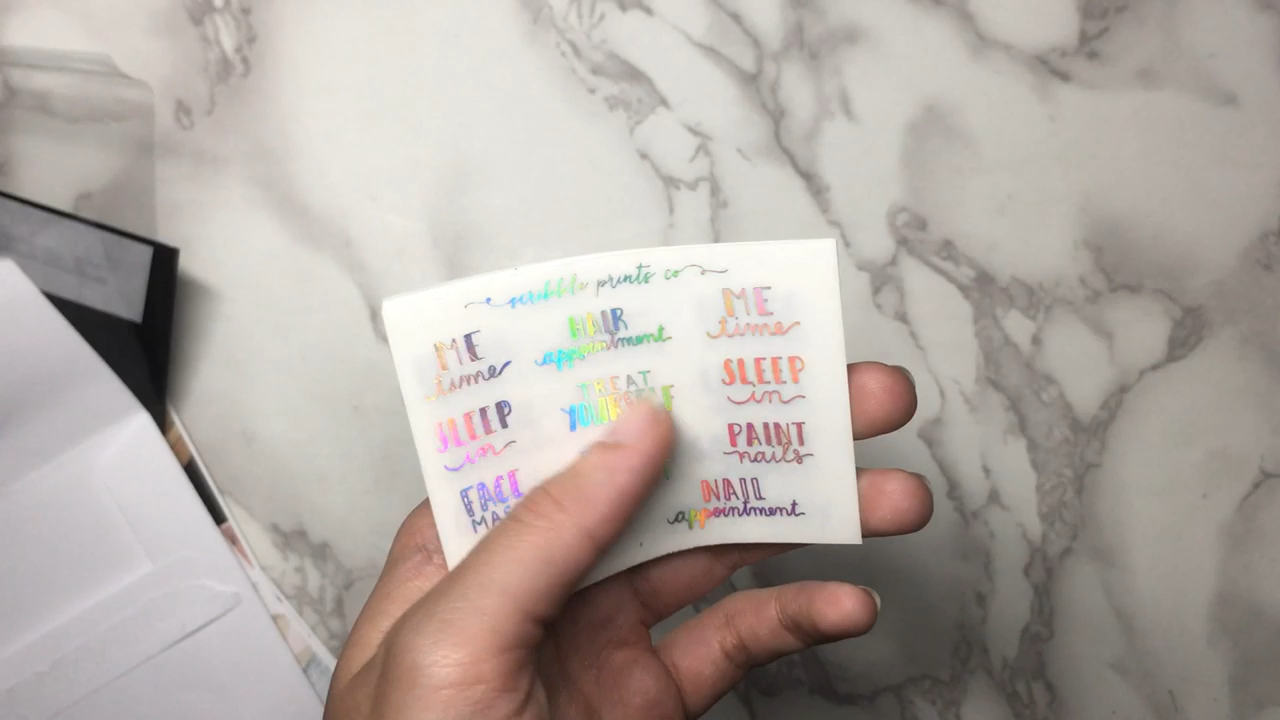 scribble prints co
ME
time
SLEEP
in
FACE
MASK
HAIR
appointment
TREAT
YOURSELF
ME
time
SLEEP
in
PAINT
nails
NAIL
appointment